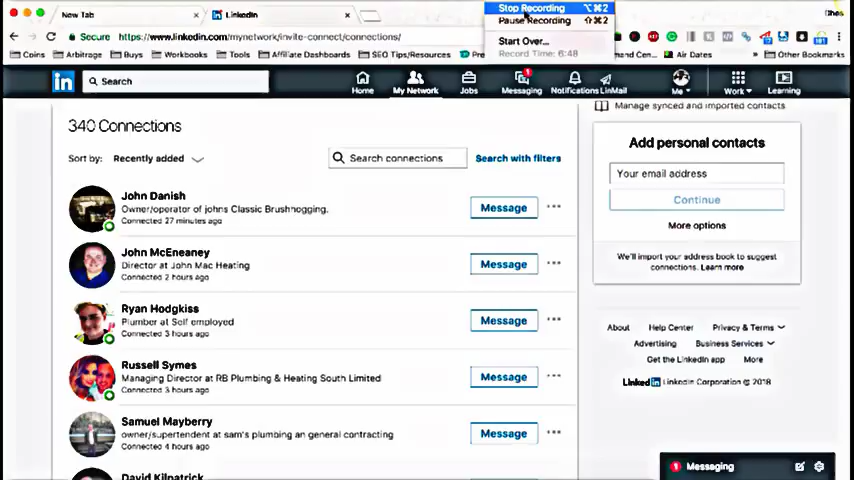 Stop Recording ⌥⌘2
New Tab × LinkedIn ×
Pause Recording ⇧⌘2
Secure https://www.linkedin.com/mynetwork/invite-connect/connections/
Start Over...
Record Time: 6:48
Coins Arbitrage Buys Tools Affiliate Dashboards SEO Tips/Resources Air Dates » Other Bookmarks
in Search Home My Network Jobs Messaging 1 Notifications LinMail Me Work Learning
Manage synced and imported contacts
340 Connections
Add personal contacts
Sort by: Recently added
Search connections
Search with filters
Your email address
Continue
More options
We'll import your address book to suggest
connections. Learn more
John Danish
Owner/operator of johns Classic Brushhogging.
Connected 27 minutes ago
Message ...
John McEneaney
Director at John Mac Heating
Connected 2 hours ago
Message ...
Ryan Hodgkiss
Plumber at Self employed
Connected 3 hours ago
Message ...
Russell Symes
Managing Director at RB Plumbing & Heating South Limited
Connected 3 hours ago
Message ...
Samuel Mayberry
owner/supertendent at sam's plumbing an general contracting
Connected 4 hours ago
Message ...
David Kilpatrick
About Help Center Privacy & Terms
Advertising Business Services
Get the LinkedIn app More
Linked in LinkedIn Corporation © 2018
1 Messaging